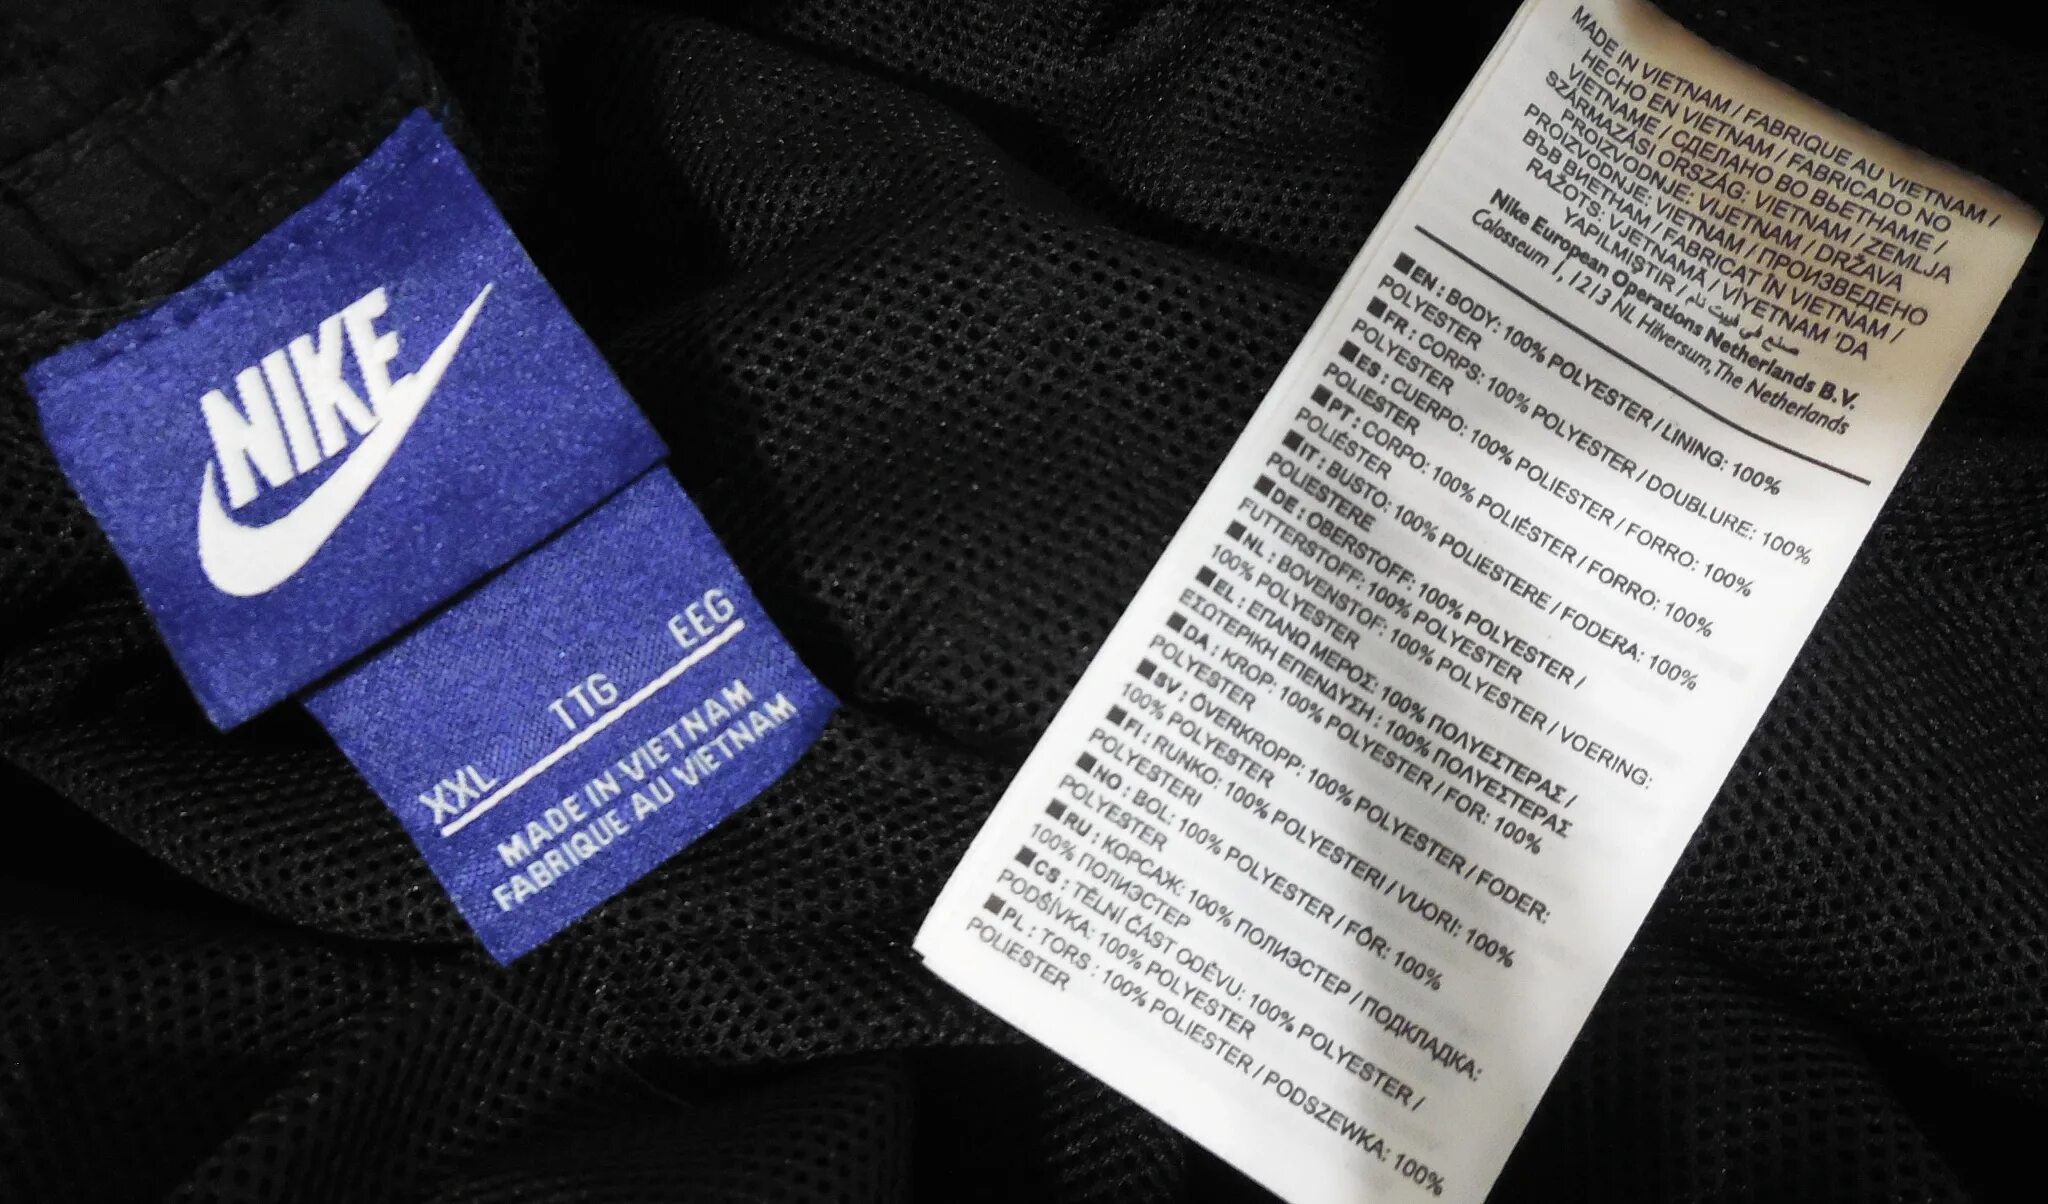 NIKE
XXL TTG EEG
MADE IN VIETNAM
FABRIQUE AU VIETNAM
MADE IN VIETNAM / FABRIQUE AU VIETNAM /
HECHO EN VIETNAM / FABRICADO NO
VIETNAME / СДЕЛАНО ВО ВЬЕТНАМЕ /
SZÁRMAZÁSI ORSZÁG: VIETNAM / ZEMLJA
PROIZVODNJE: VIJETNAM / DRŽAVA
PROIZVODNJE: VIETNAM / ПРОИЗВЕДЕНО
ВЪВ ВИЕТНАМ / FABRICAT ÎN VIETNAM /
RAŽOTS: VJETNAMĀ / VİYETNAM 'DA
YAPILMIŞTIR / صنع في فييت نام
Nike European Operations Netherlands B.V.
Colosseum 1, 1213 NL Hilversum, The Netherlands
■EN : BODY: 100% POLYESTER / LINING: 100%
POLYESTER
■FR : CORPS: 100% POLYESTER / DOUBLURE: 100%
POLYESTER
■ES : CUERPO: 100% POLIESTER / FORRO: 100%
POLIESTER
■PT : CORPO: 100% POLIÉSTER / FORRO: 100%
POLIÉSTER
■IT : BUSTO: 100% POLIESTERE / FODERA: 100%
POLIESTERE
■DE : OBERSTOFF: 100% POLYESTER /
FUTTERSTOFF: 100% POLYESTER
■NL : BOVENSTOF: 100% POLYESTER / VOERING:
100% POLYESTER
■EL : ΕΠΑΝΩ ΜΕΡΟΣ: 100% ΠΟΛΥΕΣΤΕΡΑΣ /
ΕΣΩΤΕΡΙΚΗ ΕΠΕΝΔΥΣΗ : 100% ΠΟΛΥΕΣΤΕΡΑΣ
■DA : KROP: 100% POLYESTER / FOR: 100%
POLYESTER
■SV : ÖVERKROPP: 100% POLYESTER / FODER:
100% POLYESTER
■FI : RUNKO: 100% POLYESTERI / VUORI: 100%
POLYESTERI
■NO : BOL: 100% POLYESTER / FÔR: 100%
POLYESTER
■RU : КОРСАЖ: 100% ПОЛИЭСТЕР / ПОДКЛАДКА:
100% ПОЛИЭСТЕР
■CS : TĚLNÍ ČÁST ODĚVU: 100% POLYESTER /
PODŠÍVKA: 100% POLYESTER
■PL : TORS : 100% POLIESTER / PODSZEWKA: 100%
POLIESTER